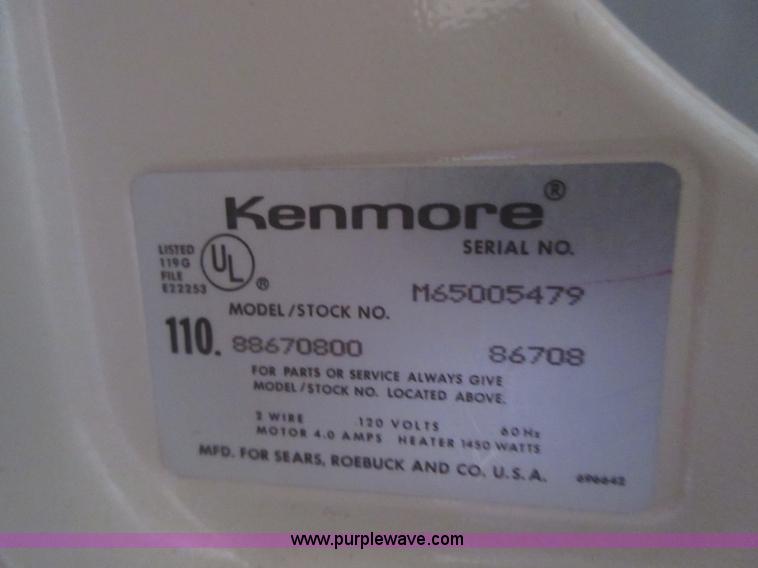 Kenmore®
SERIAL NO.
LISTED
119G
FILE
E22253
UL®
M65005479
MODEL/STOCK NO.
110. 88670800 86708
FOR PARTS OR SERVICE ALWAYS GIVE
MODEL/STOCK NO. LOCATED ABOVE.
2 WIRE 120 VOLTS 60 Hz
MOTOR 4.0 AMPS HEATER 1450 WATTS
MFD. FOR SEARS, ROEBUCK AND CO. U.S.A. 696642
www.purplewave.com